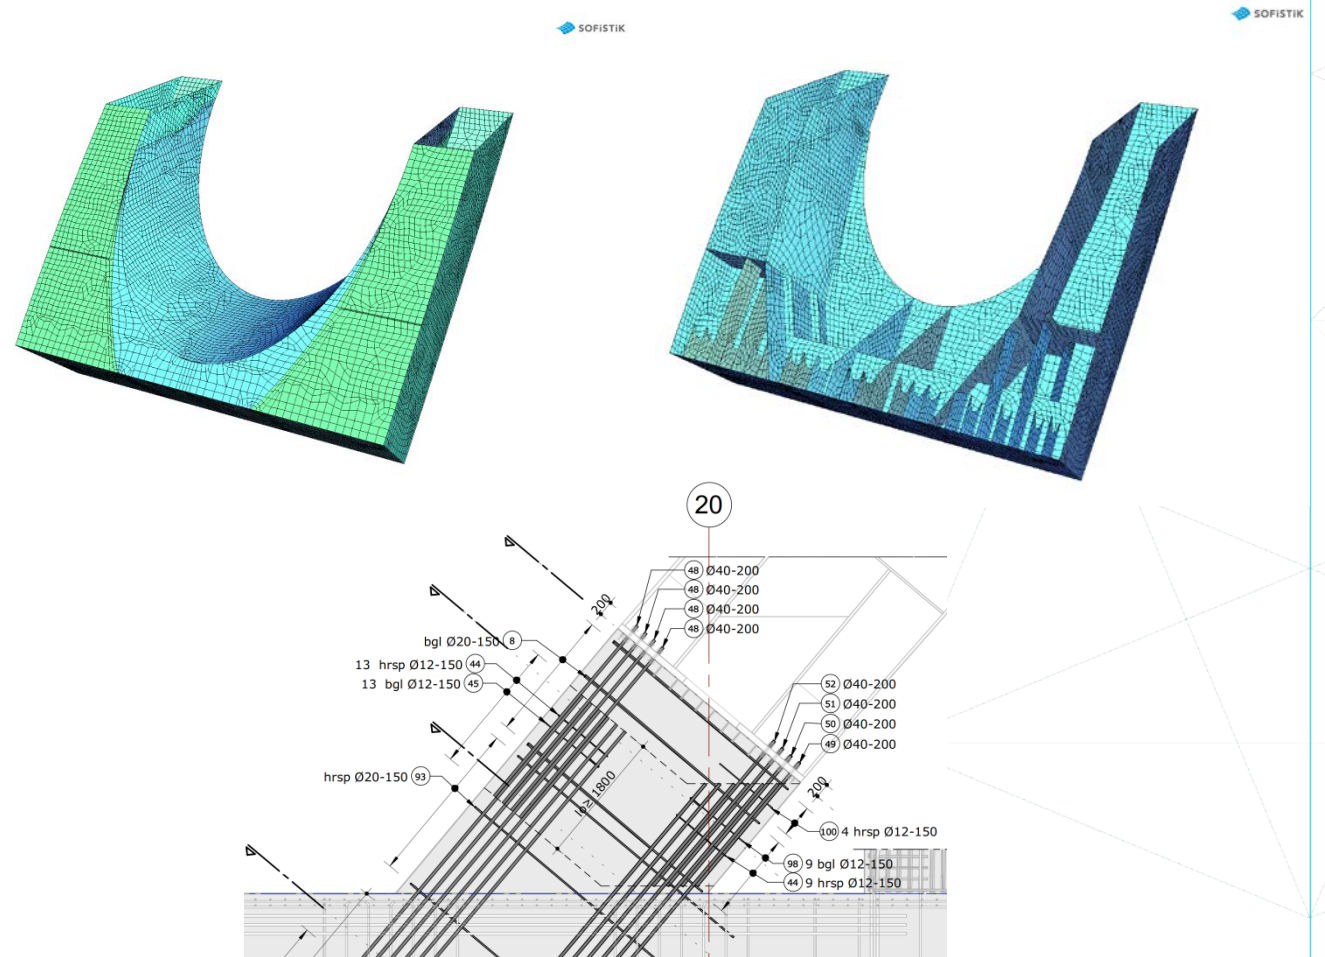 SOFiSTiK
SOFiSTiK
20
48 Ø40-200
48 Ø40-200
48 Ø40-200
48 Ø40-200
200
bgl Ø20-150 8
13 hrsp Ø12-150 44
13 bgl Ø12-150 45
52 Ø40-200
51 Ø40-200
50 Ø40-200
49 Ø40-200
hrsp Ø20-150 93
lo≥ 1800
200
100 4 hrsp Ø12-150
98 9 bgl Ø12-150
44 9 hrsp Ø12-150